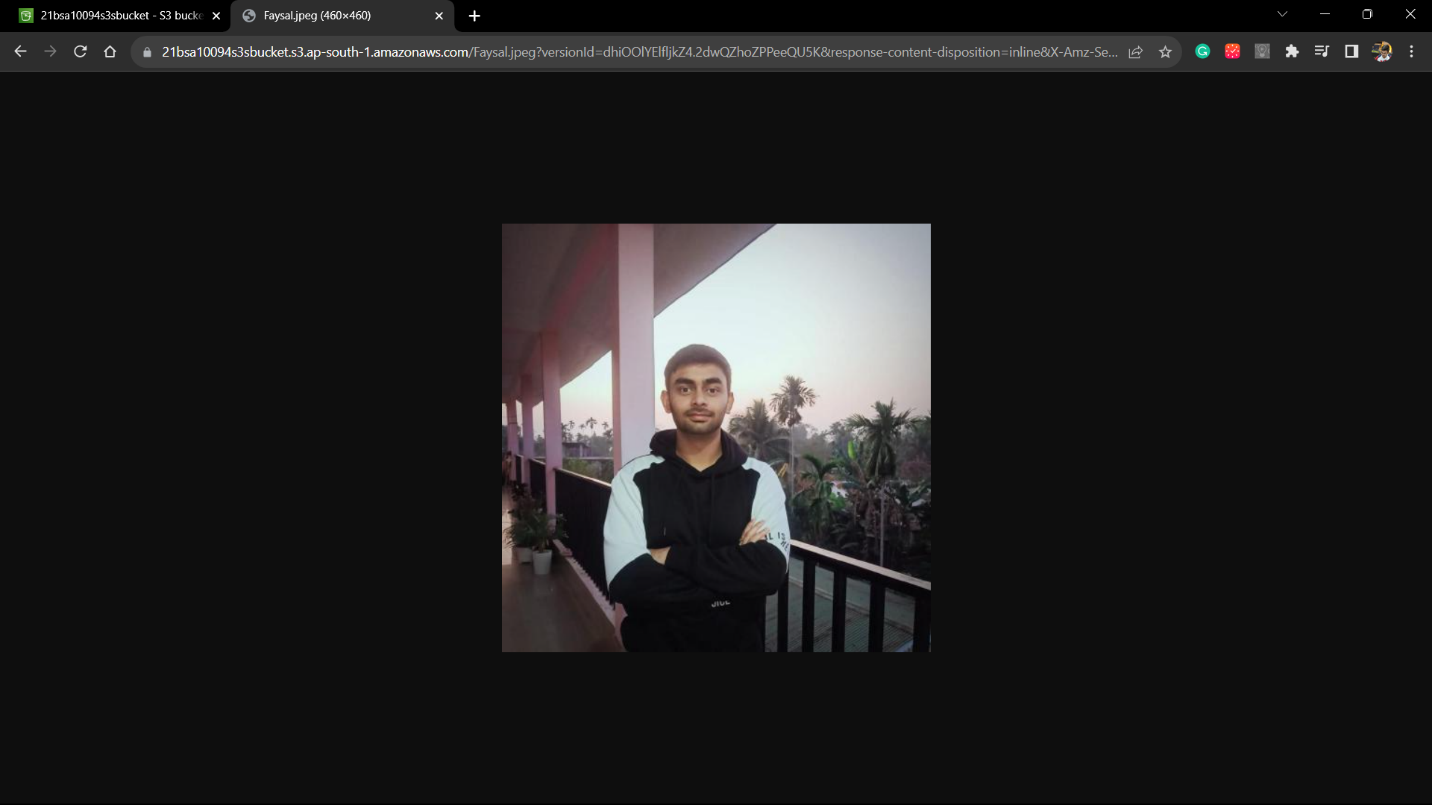 21bsa10094s3sbucket - S3 bucke
Faysal.jpeg (460×460)
21bsa10094s3sbucket.s3.ap-south-1.amazonaws.com/Faysal.jpeg?versionId=dhiOOlYElfljkZ4.2dwQZhoZPPeeQU5K&response-content-disposition=inline&X-Amz-Se...